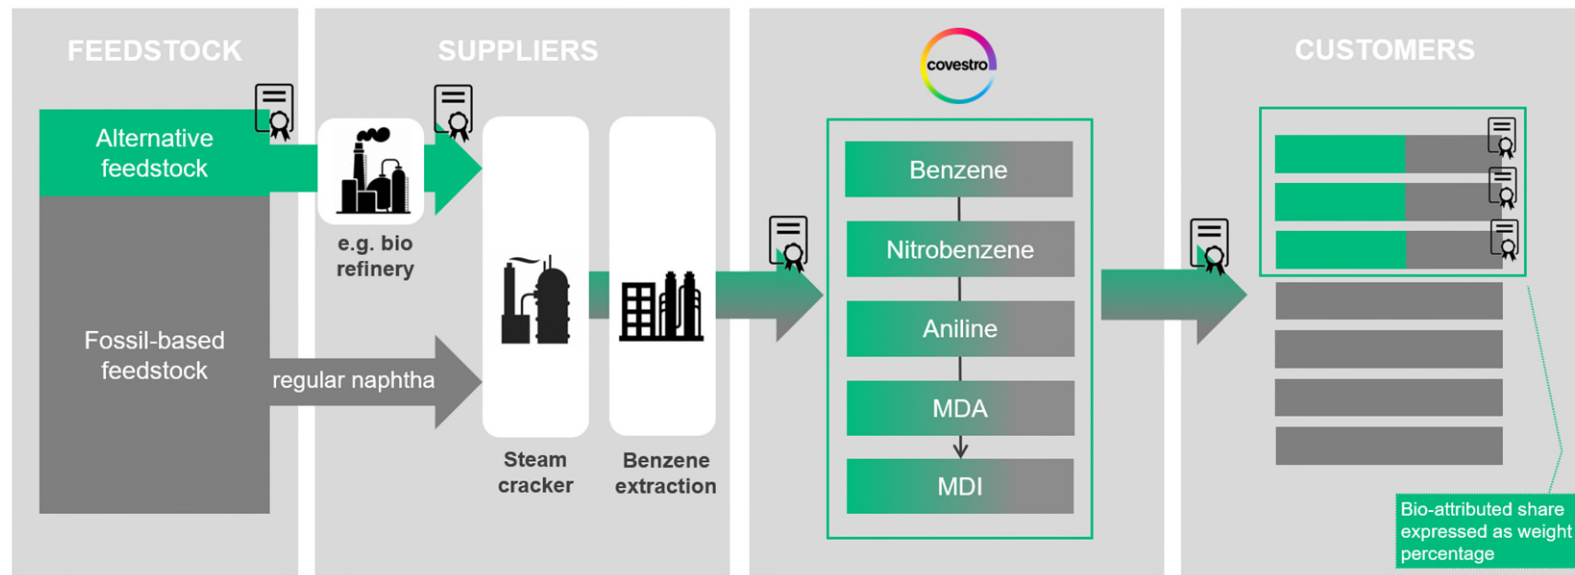 FEEDSTOCK
Alternative
feedstock
Fossil-based
feedstock
SUPPLIERS
e.g. bio
refinery
regular naphtha
Steam
cracker
Benzene
extraction
covestro
Benzene
Nitrobenzene
Aniline
MDA
MDI
CUSTOMERS
Bio-attributed share
expressed as weight
percentage